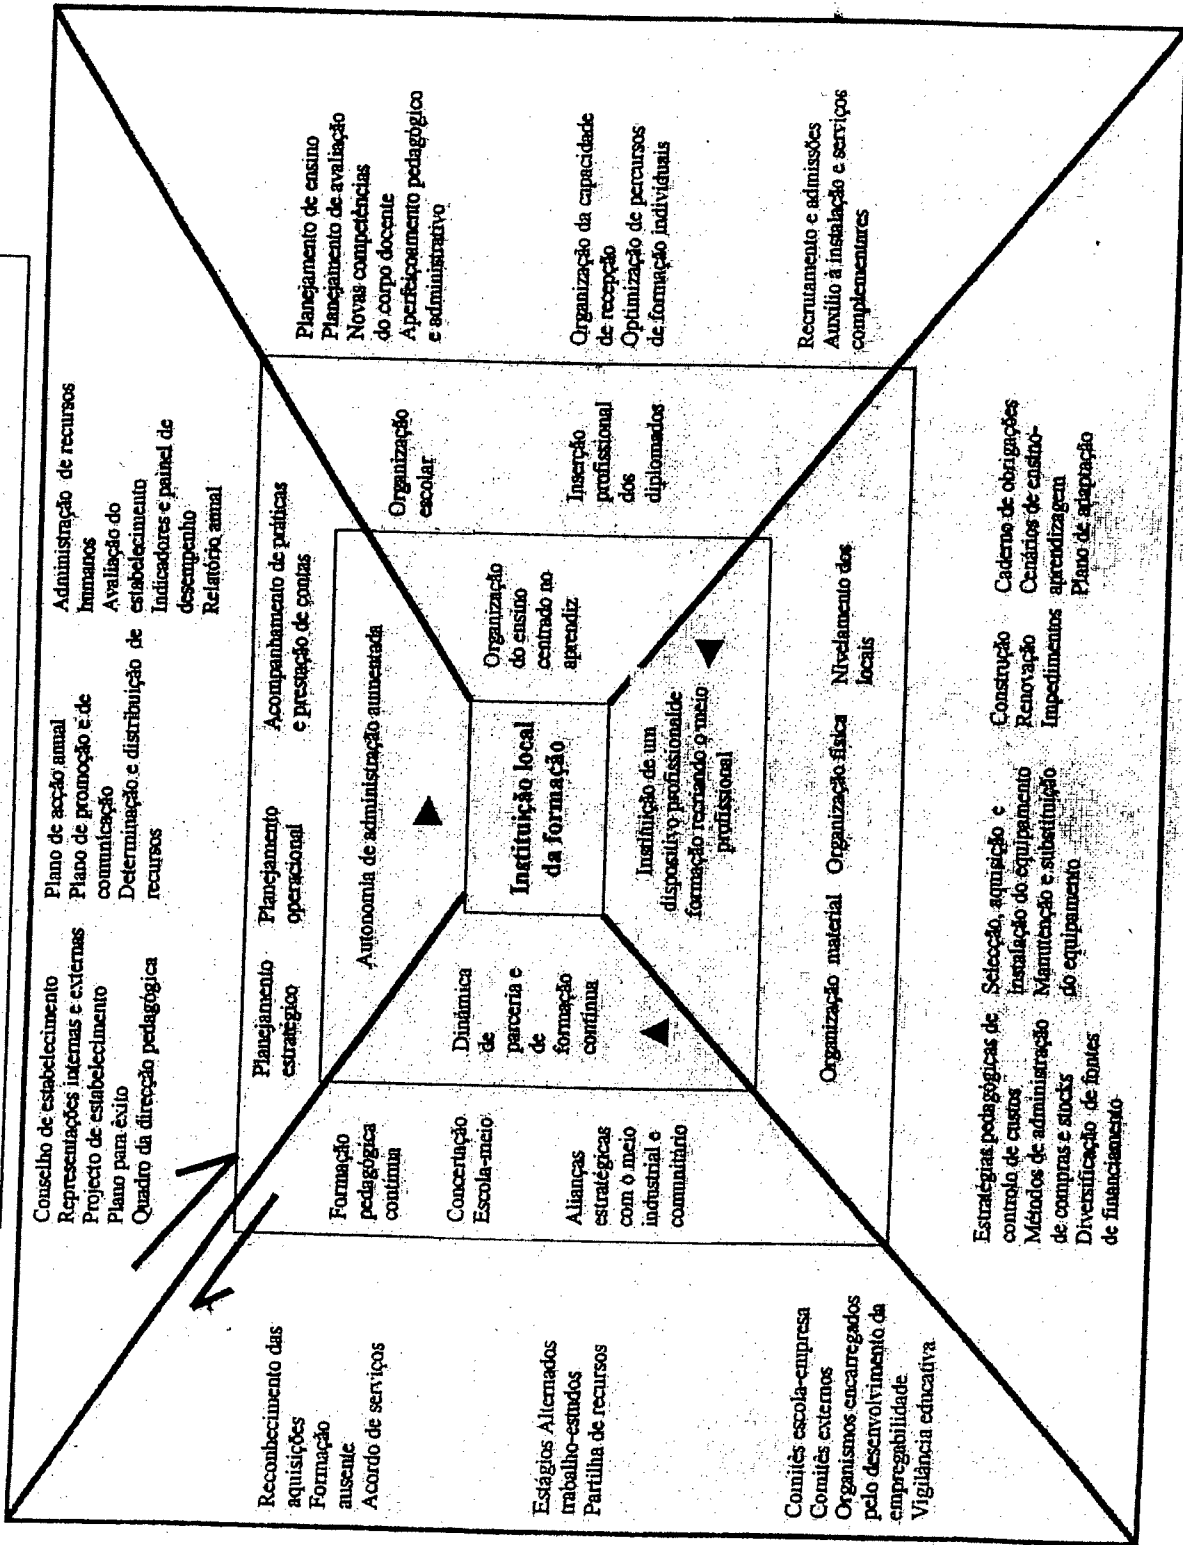 Conselho de estabelecimento
Representações internas e externas
Projecto de estabelecimento
Plano para êxito
Quadro da direcção pedagógica
Plano de acção anual
Plano de promoção e de
comunicação
Determinação e distribuição de
recursos
Administração de recursos
humanos
Avaliação do
estabelecimento
Indicadores e painel de
desempenho
Relatório annal
Planejamento
estratégico
Planejamento
operacional
Acompanhamento de práticas
e prestação de contas
Autonomia de administração aumentada
Reconhecimento das
aquisições
Formação
ausente
Acordo de serviços
Estágios Alternados
trabalho-estudos
Partilha de recursos
Comités escola-empresa
Comités externos
Organismos encarregados
pelo desenvolvimento da
empregabilidade
Vigilância educativa
Formação
pedagógica
contínua
Concertação
Escola-meio
Alianças
estratégicas
com o meio
industrial e
comunitário
Dinâmica
de
parceria e
de
formação
contínua
Instituição local
da formação
Organização
do ensino
centrado no
aprendiz
Organização
escolar
Inserção
profissional
dos
diplomados
Planejamento de ensino
Planejamento de avaliação
Novas competências
do corpo docente
Aperfeiçoamento pedagógico
e administrativo
Organização da capacidade
de recepção
Optimização de percursos
de formação individuais
Recrutamento e admissões
Auxílio à instalação e serviços
complementares
Instituição de um
dispositivo profissionalde
formação recriando o meio
profissional
Organização material
Organização física
Nivelamento dos
locais
Estratégias pedagógicas de
controlo de custos
Métodos de administração
de compras e stocks
Diversificação de fontes
de financiamento
Selecção, aquisição e
instalação do equipamento
Manutenção e substituição
do equipamento
Construção
Renovação
Impedimentos
Caderno de obrigações
Cenários de ensino-
aprendizagem
Plano de adaptação